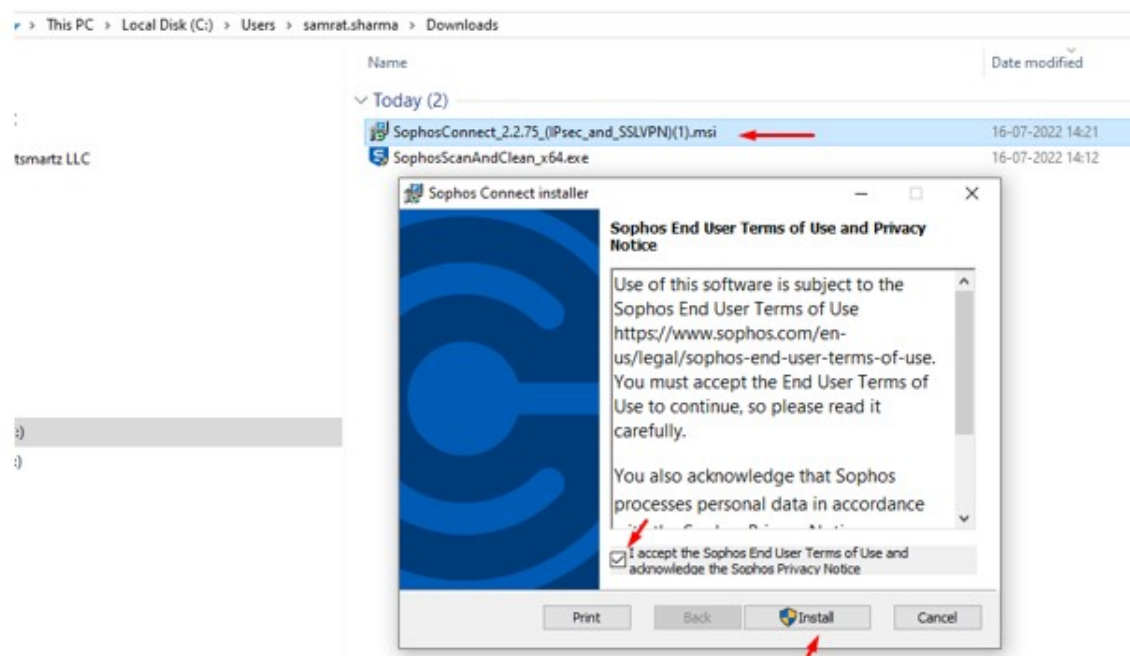 > This PC > Local Disk (C:) > Users > samrat.sharma > Downloads
Name Date modified
Today (2)
SophosConnect_2.2.75_(IPsec_and_SSLVPN)(1).msi 16-07-2022 14:21
tsmartz LLC
SophosScanAndClean_x64.exe 16-07-2022 14:12
Sophos Connect installer
Sophos End User Terms of Use and Privacy
Notice
Use of this software is subject to the
Sophos End User Terms of Use
https://www.sophos.com/en-
us/legal/sophos-end-user-terms-of-use.
You must accept the End User Terms of
Use to continue, so please read it
carefully.
:)
:)
You also acknowledge that Sophos
processes personal data in accordance
I accept the Sophos End User Terms of Use and
acknowledge the Sophos Privacy Notice
Print Back Install Cancel